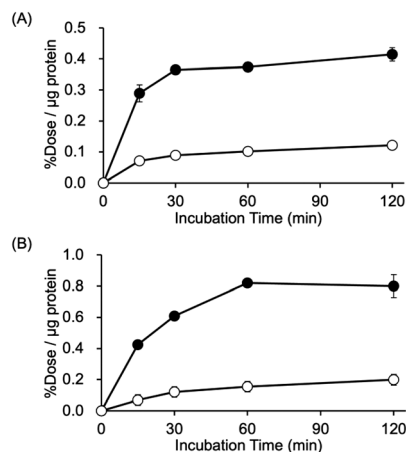 (A)
%Dose / µg protein
0.5
0.4
0.3
0.2
0.1
0.0
0 30 60 90 120
Incubation Time (min)
(B)
%Dose / µg protein
1.0
0.8
0.6
0.4
0.2
0.0
0 30 60 90 120
Incubation Time (min)